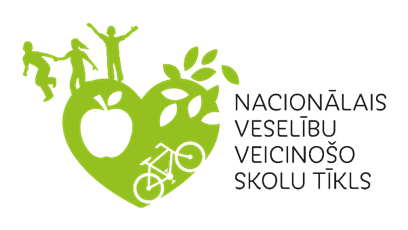 NACIONĀLAIS
VESELĪBU
VEICINOŠO
SKOLU TĪKLS